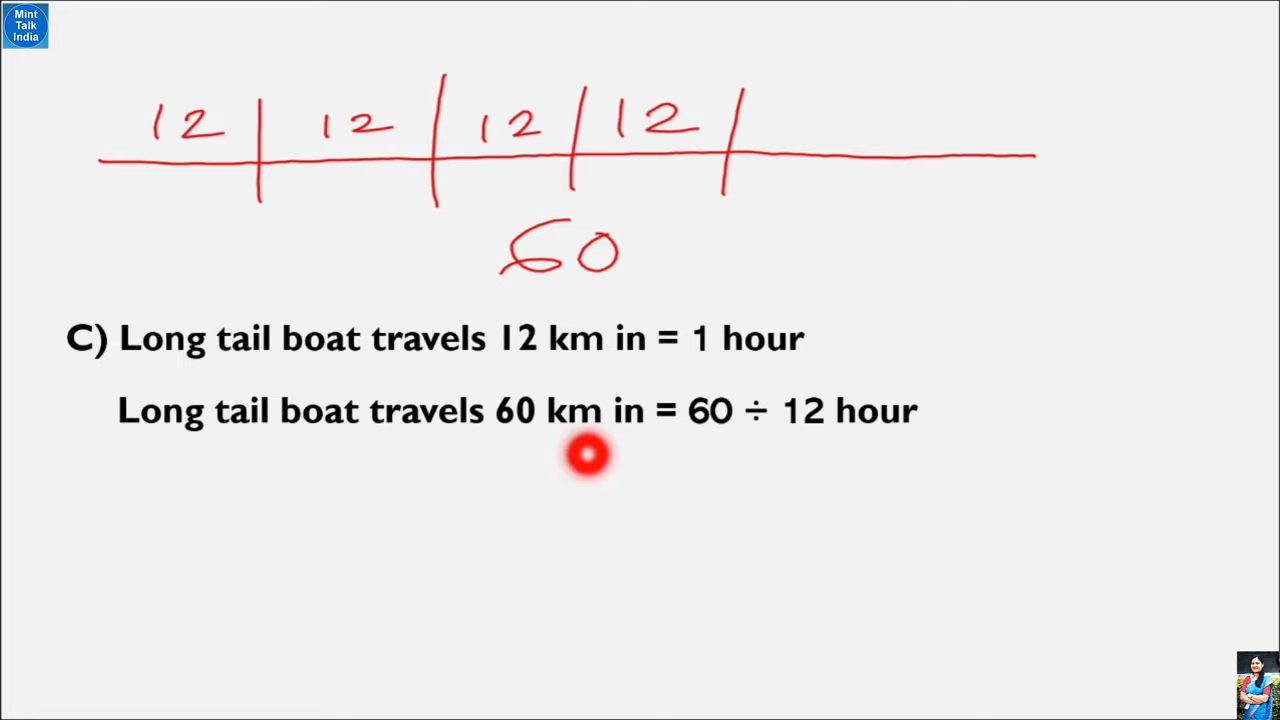 Mint
Talk
India
12 12 12 12
60
C) Long tail boat travels 12 km in = 1 hour
Long tail boat travels 60 km in = 60 ÷ 12 hour